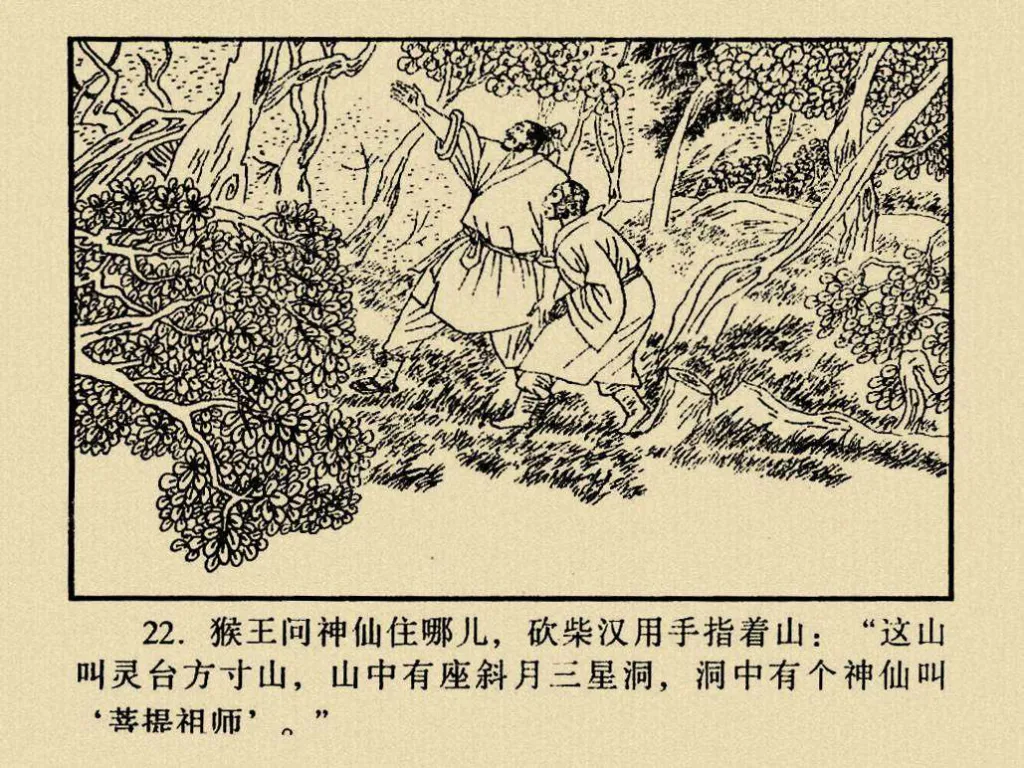 22. 猴王问神仙住哪儿，砍柴汉用手指着山：“这山
叫灵台方寸山，山中有座斜月三星洞，洞中有个神仙叫
‘菩提祖师’。”